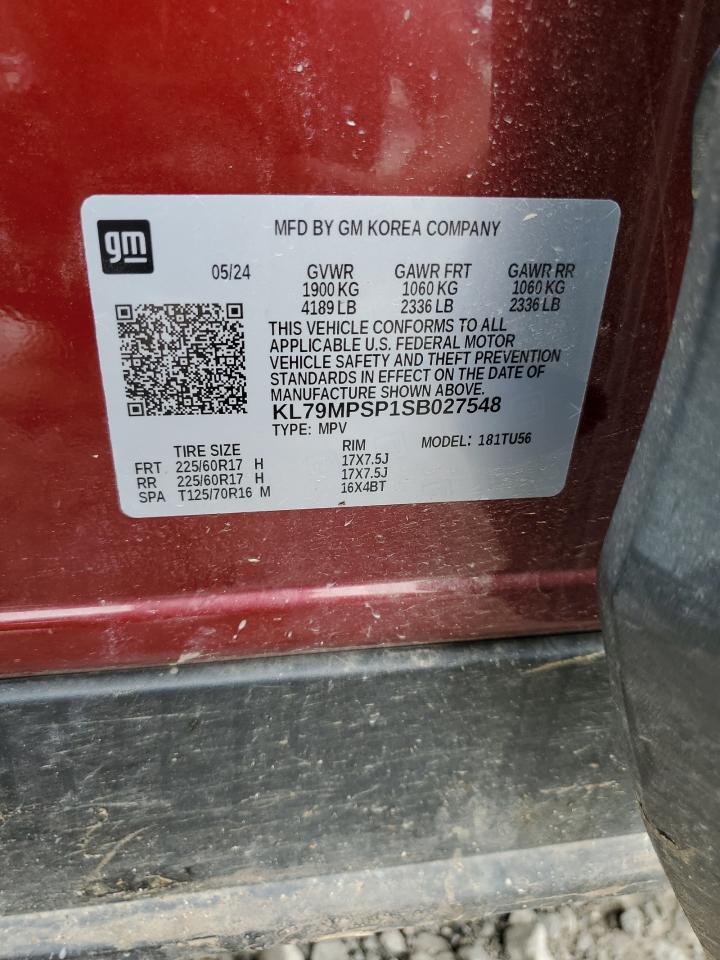 gm
MFD BY GM KOREA COMPANY
05/24 GVWR GAWR FRT GAWR RR
1900 KG 1060 KG 1060 KG
4189 LB 2336 LB 2336 LB
THIS VEHICLE CONFORMS TO ALL
APPLICABLE U.S. FEDERAL MOTOR
VEHICLE SAFETY AND THEFT PREVENTION
STANDARDS IN EFFECT ON THE DATE OF
MANUFACTURE SHOWN ABOVE.
KL79MPSP1SB027548
TYPE: MPV MODEL: 181TU56
TIRE SIZE RIM
FRT 225/60R17 H 17X7.5J
RR 225/60R17 H 17X7.5J
SPA T125/70R16 M 16X4BT